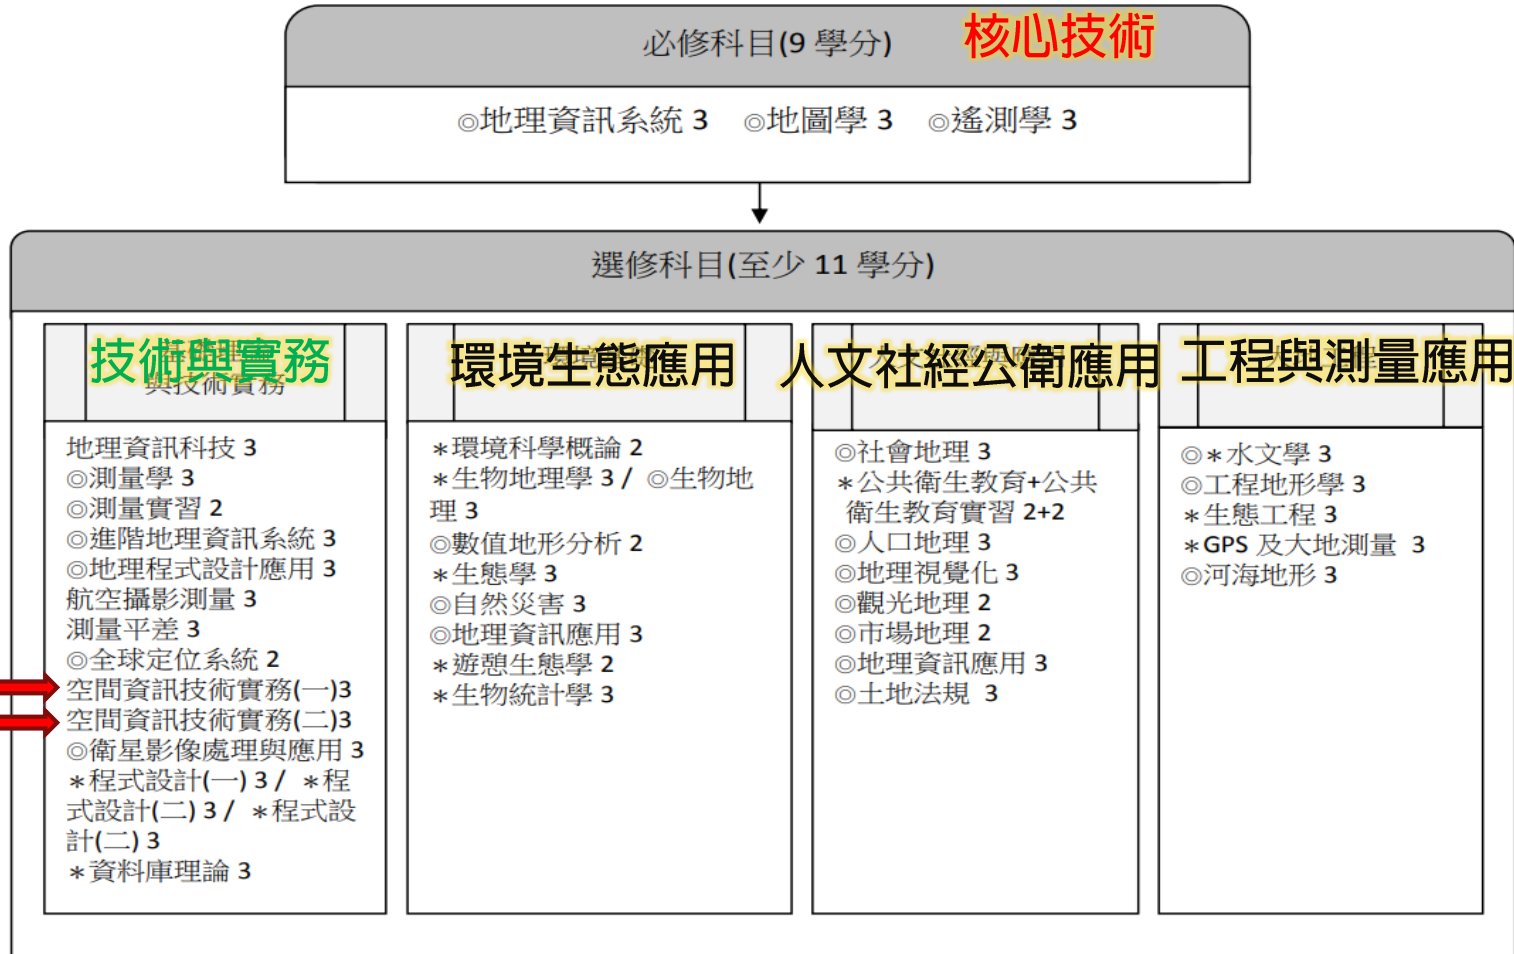 必修科目(9 學分)
核心技術
◎地理資訊系統 3 ◎地圖學 3 ◎遙測學 3
選修科目(至少 11 學分)
技術與實務
與技術實務
地理資訊科技 3
◎測量學 3
◎測量實習 2
◎進階地理資訊系統 3
◎地理程式設計應用 3
航空攝影測量 3
測量平差 3
◎全球定位系統 2
空間資訊技術實務(一)3
空間資訊技術實務(二)3
◎衛星影像處理與應用 3
＊程式設計(一) 3 / ＊程
式設計(二) 3 / ＊程式設
計(二) 3
＊資料庫理論 3
環境生態應用
＊環境科學概論 2
＊生物地理學 3 / ◎生物地
理 3
◎數值地形分析 2
＊生態學 3
◎自然災害 3
◎地理資訊應用 3
＊遊憩生態學 2
＊生物統計學 3
人文社經公衛應用
◎社會地理 3
＊公共衛生教育+公共
衛生教育實習 2+2
◎人口地理 3
◎地理視覺化 3
◎觀光地理 2
◎市場地理 2
◎地理資訊應用 3
◎土地法規 3
工程與測量應用
◎＊水文學 3
◎工程地形學 3
＊生態工程 3
＊GPS 及大地測量 3
◎河海地形 3